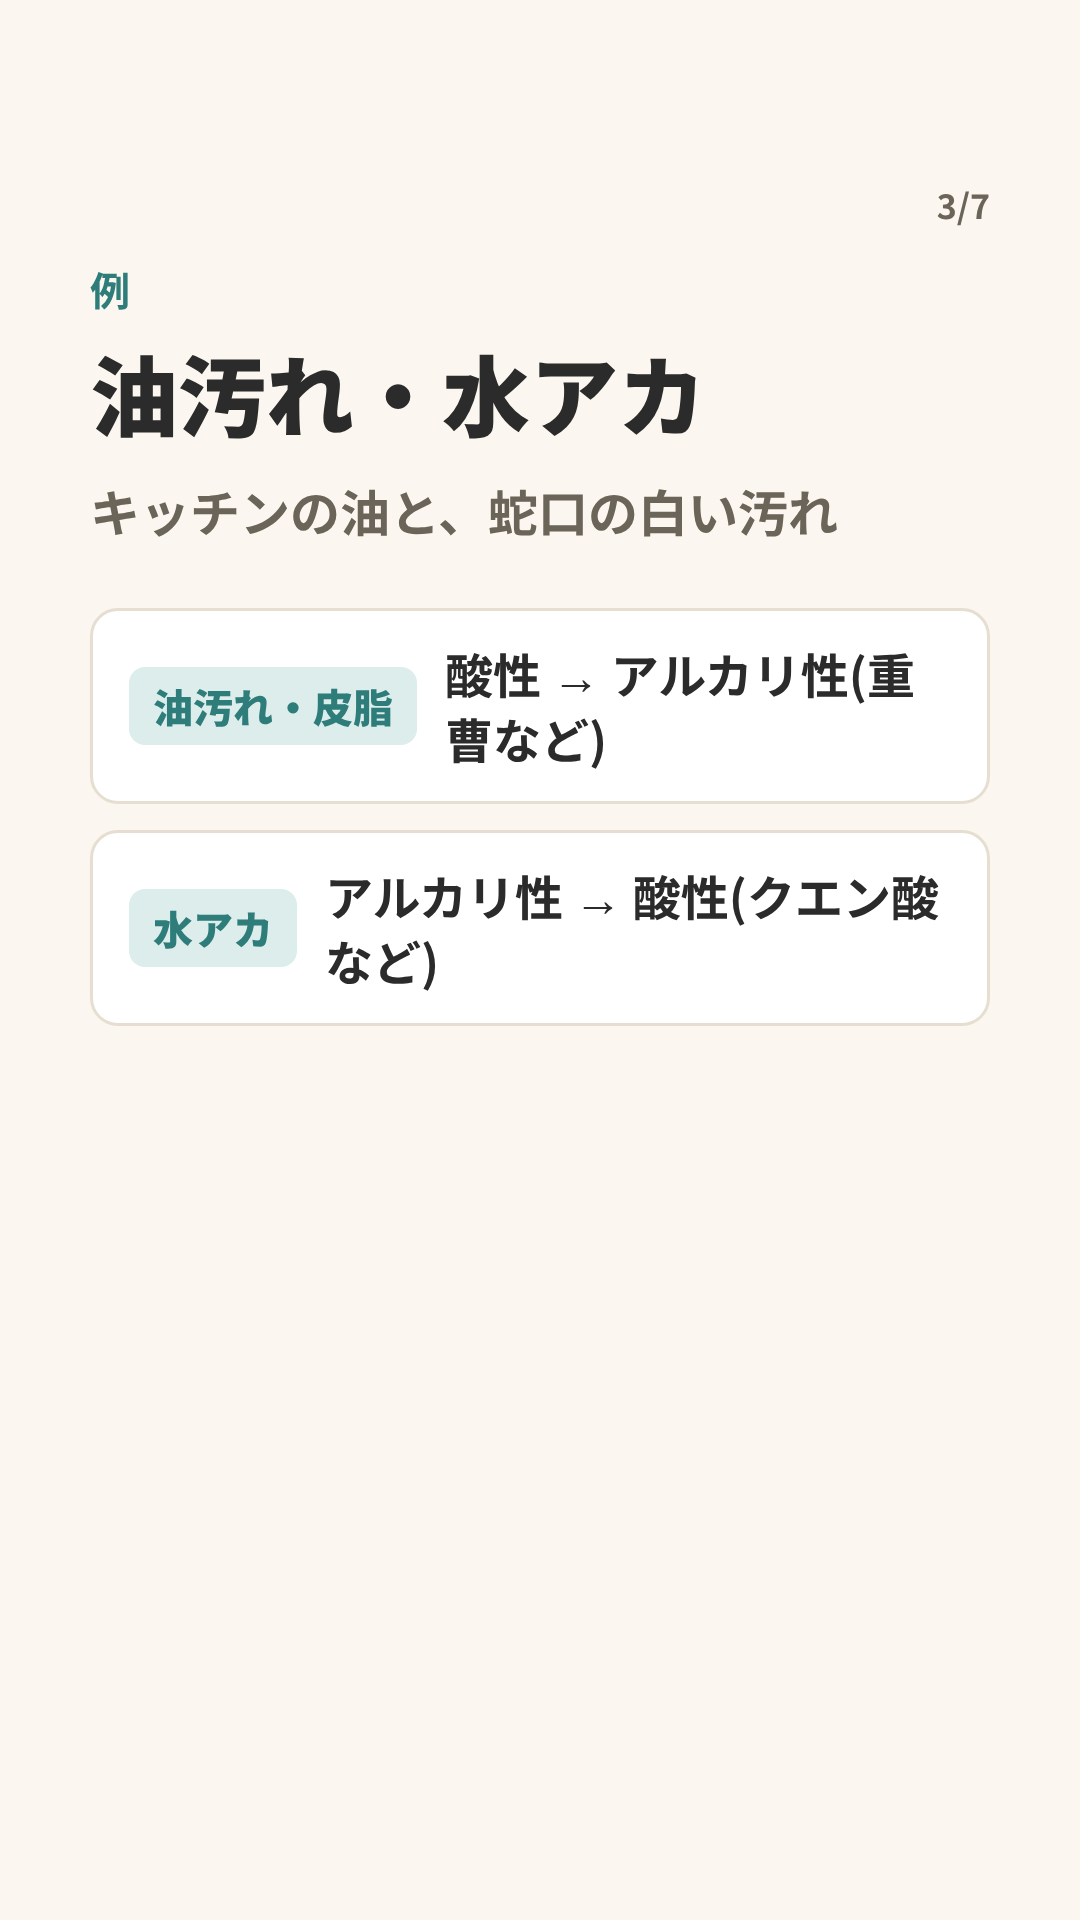 3/7
例
油汚れ・水アカ
キッチンの油と、蛇口の白い汚れ
油汚れ・皮脂
酸性 → アルカリ性(重
曹など)
水アカ
アルカリ性 → 酸性(クエン酸
など)